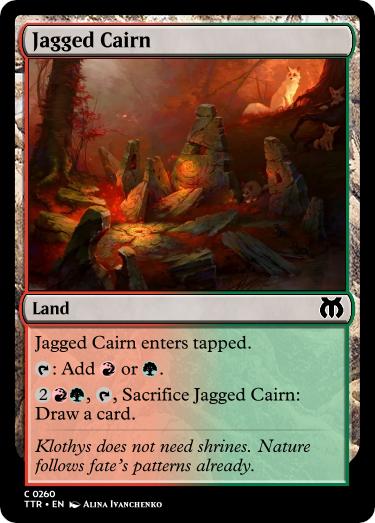 Jagged Cairn
Land
Jagged Cairn enters tapped.
: Add or .
2 , , Sacrifice Jagged Cairn:
Draw a card.
Klothys does not need shrines. Nature
follows fate's patterns already.
C 0260
TTR • EN Alina Ivanchenko